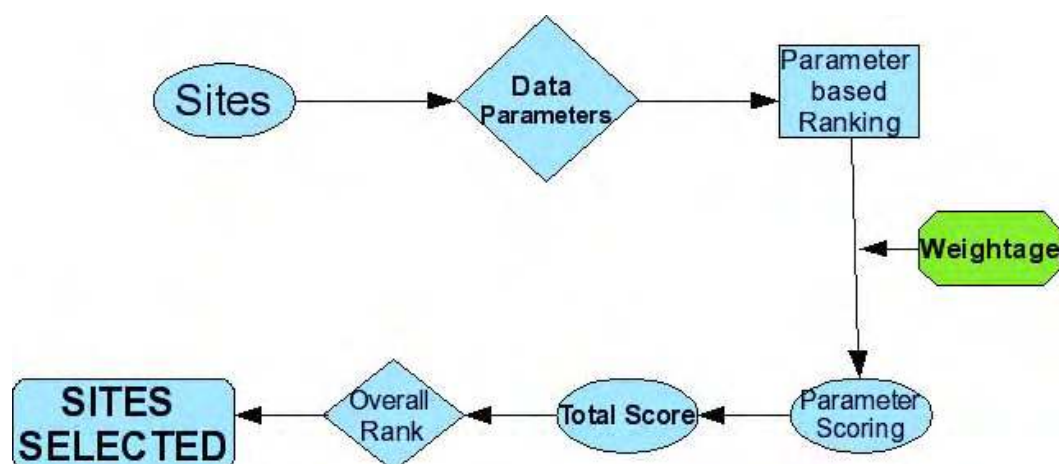 Sites
Data
Parameters
Parameter
based
Ranking
Weightage
Parameter
Scoring
Total Score
Overall
Rank
SITES
SELECTED